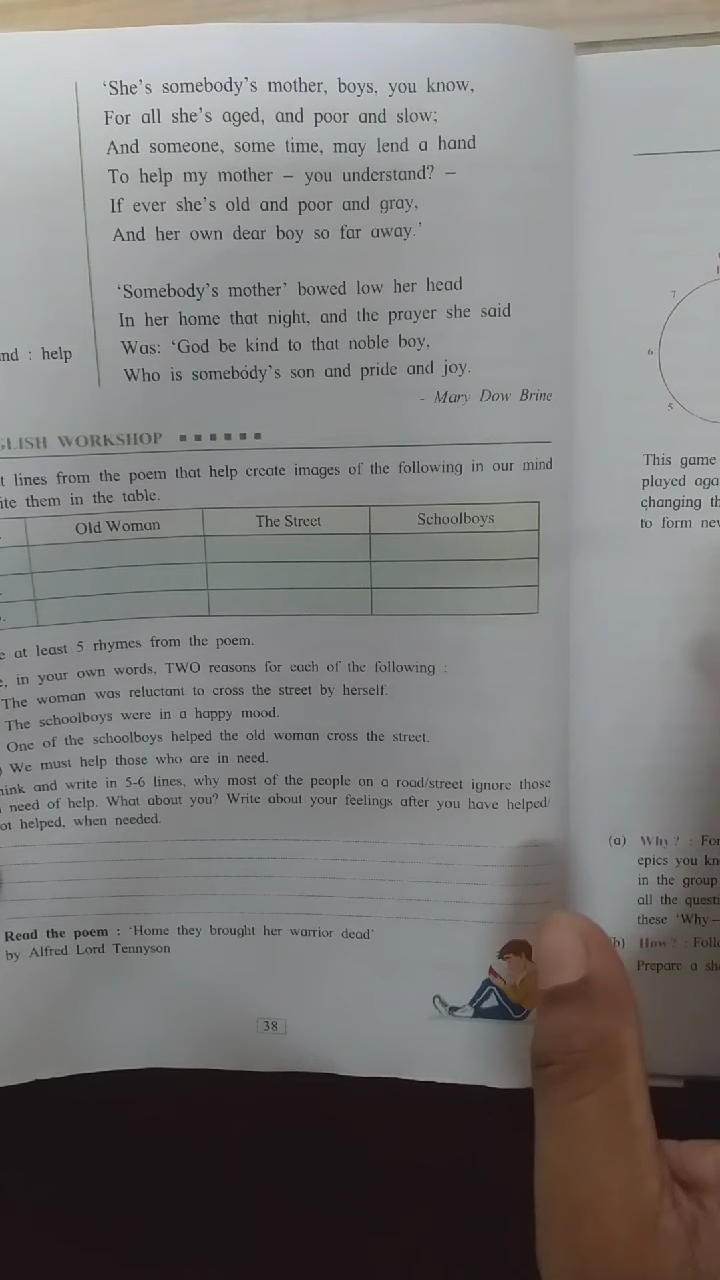 'She's somebody's mother, boys, you know,
For all she's aged, and poor and slow;
And someone, some time, may lend a hand
To help my mother – you understand? –
If ever she's old and poor and gray,
And her own dear boy so far away.'
'Somebody's mother' bowed low her head
In her home that night, and the prayer she said
nd : help
Was: 'God be kind to that noble boy,
Who is somebody's son and pride and joy.
- Mary Dow Brine
GLISH WORKSHOP
t lines from the poem that help create images of the following in our mind
ite them in the table.
Old Woman The Street Schoolboys
e at least 5 rhymes from the poem.
e, in your own words, TWO reasons for each of the following :
The woman was reluctant to cross the street by herself.
The schoolboys were in a happy mood.
One of the schoolboys helped the old woman cross the street.
) We must help those who are in need.
hink and write in 5-6 lines, why most of the people on a road/street ignore those
need of help. What about you? Write about your feelings after you have helped/
ot helped, when needed.
Read the poem : 'Home they brought her warrior dead'
by Alfred Lord Tennyson
38
7
6
5
This game
played aga
changing th
to form nev
(a) Why? : For
epics you kn
in the group
all the questi
these 'Why–
b) How? : Follo
Prepare a sh